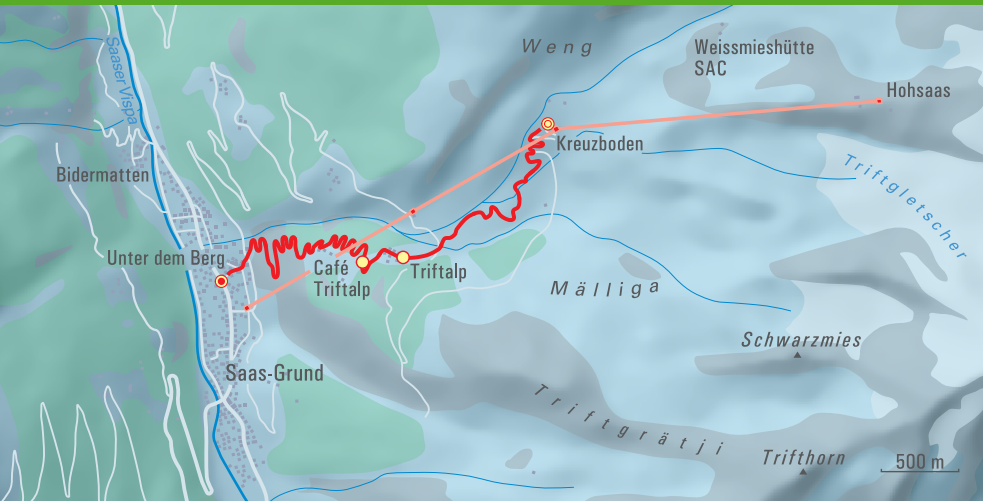 Weng
Weissmieshütte
SAC
Hohsaas
Saaser Vispa
Kreuzboden
Triftgletscher
Bidermatten
Unter dem Berg
Café
Triftalp
Triftalp
Mälliga
Schwarzmies
Saas-Grund
Triftgrätji
Trifthorn
500 m